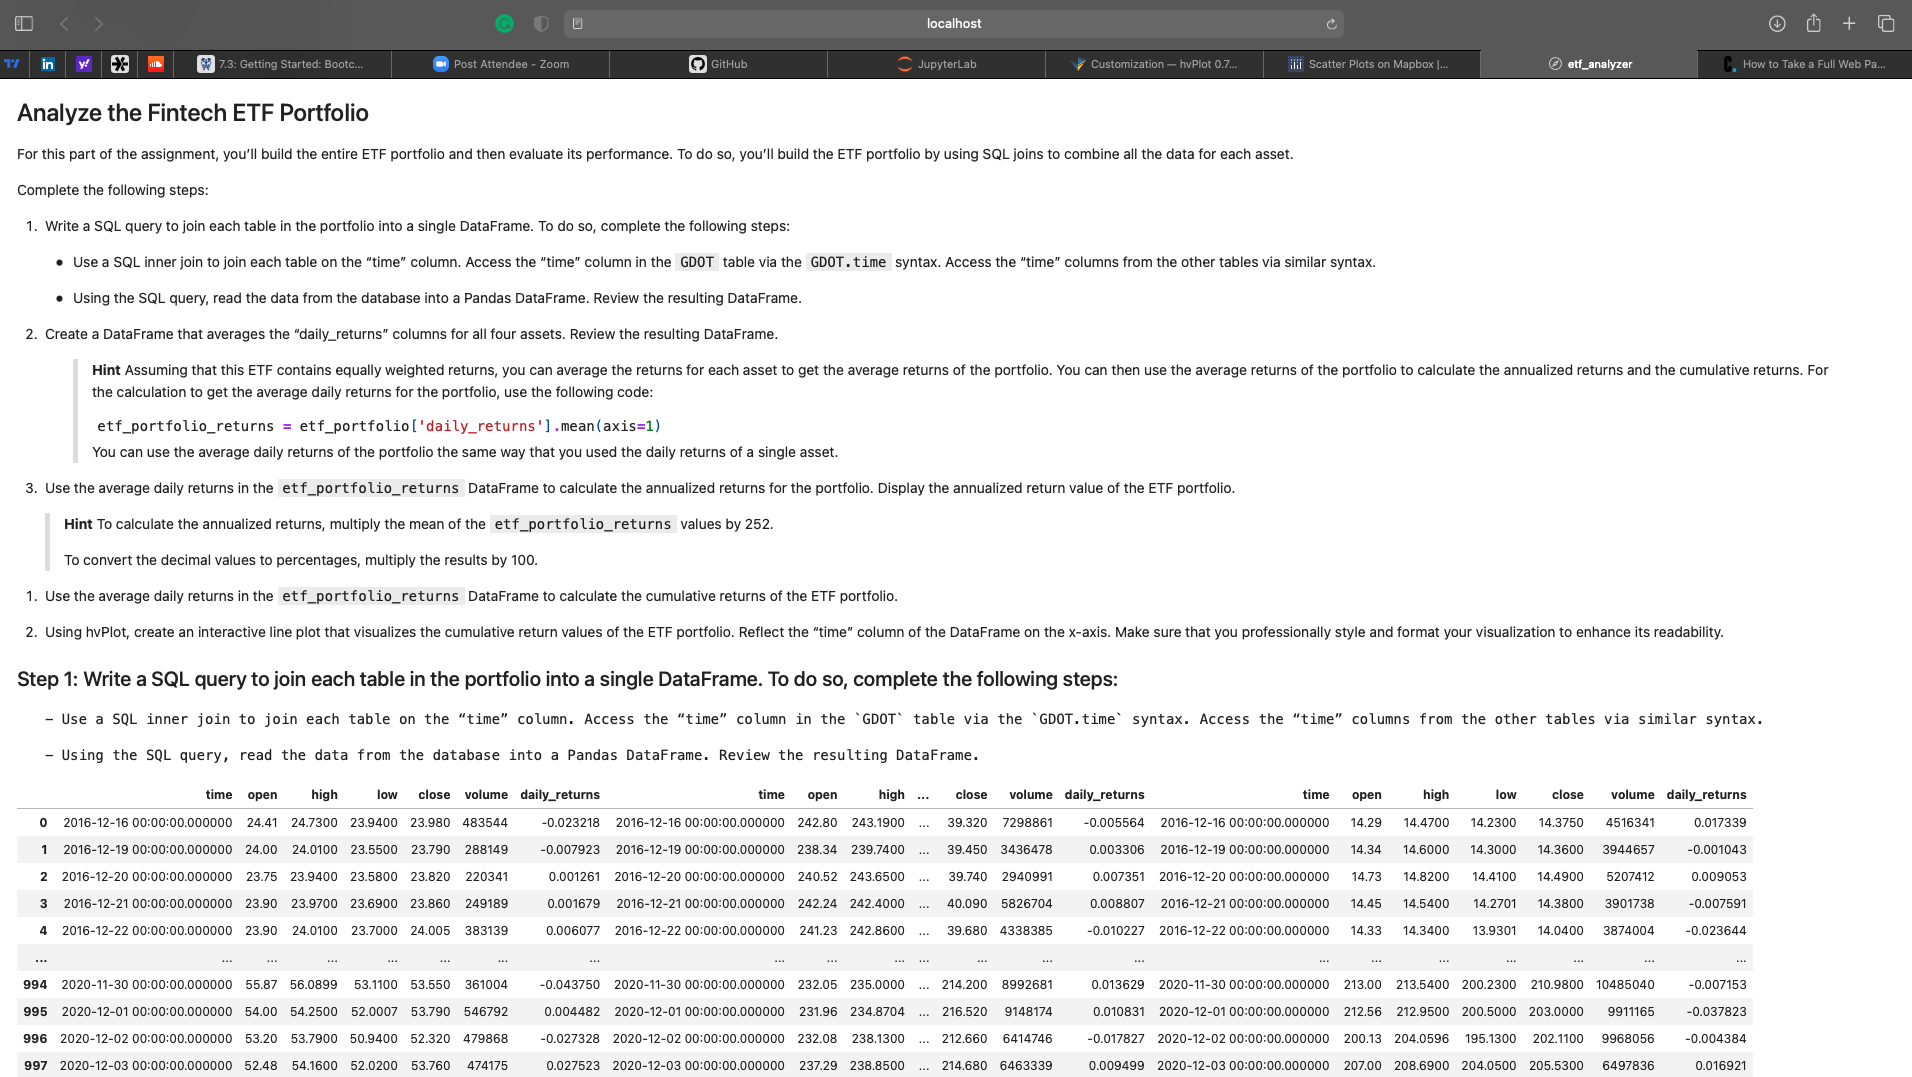 localhost
7.3: Getting Started: Bootc...
Post Attendee - Zoom
GitHub
JupyterLab
Customization — hvPlot 0.7...
Scatter Plots on Mapbox |...
etf_analyzer
How to Take a Full Web Pa...
Analyze the Fintech ETF Portfolio
For this part of the assignment, you’ll build the entire ETF portfolio and then evaluate its performance. To do so, you’ll build the ETF portfolio by using SQL joins to combine all the data for each asset.
Complete the following steps:
1. Write a SQL query to join each table in the portfolio into a single DataFrame. To do so, complete the following steps:
• Use a SQL inner join to join each table on the “time” column. Access the “time” column in the GDOT table via the GDOT.time syntax. Access the “time” columns from the other tables via similar syntax.
• Using the SQL query, read the data from the database into a Pandas DataFrame. Review the resulting DataFrame.
2. Create a DataFrame that averages the “daily_returns” columns for all four assets. Review the resulting DataFrame.
Hint Assuming that this ETF contains equally weighted returns, you can average the returns for each asset to get the average returns of the portfolio. You can then use the average returns of the portfolio to calculate the annualized returns and the cumulative returns. For
the calculation to get the average daily returns for the portfolio, use the following code:
etf_portfolio_returns = etf_portfolio['daily_returns'].mean(axis=1)
You can use the average daily returns of the portfolio the same way that you used the daily returns of a single asset.
3. Use the average daily returns in the etf_portfolio_returns DataFrame to calculate the annualized returns for the portfolio. Display the annualized return value of the ETF portfolio.
Hint To calculate the annualized returns, multiply the mean of the etf_portfolio_returns values by 252.
To convert the decimal values to percentages, multiply the results by 100.
1. Use the average daily returns in the etf_portfolio_returns DataFrame to calculate the cumulative returns of the ETF portfolio.
2. Using hvPlot, create an interactive line plot that visualizes the cumulative return values of the ETF portfolio. Reflect the “time” column of the DataFrame on the x-axis. Make sure that you professionally style and format your visualization to enhance its readability.
Step 1: Write a SQL query to join each table in the portfolio into a single DataFrame. To do so, complete the following steps:
– Use a SQL inner join to join each table on the “time” column. Access the “time” column in the `GDOT` table via the `GDOT.time` syntax. Access the “time” columns from the other tables via similar syntax.
– Using the SQL query, read the data from the database into a Pandas DataFrame. Review the resulting DataFrame.
time open high low close volume daily_returns time open high ... close volume daily_returns time open high low close volume daily_returns
0 2016-12-16 00:00:00.000000 24.41 24.7300 23.9400 23.980 483544 -0.023218 2016-12-16 00:00:00.000000 242.80 243.1900 ... 39.320 7298861 -0.005564 2016-12-16 00:00:00.000000 14.29 14.4700 14.2300 14.3750 4516341 0.017339
1 2016-12-19 00:00:00.000000 24.00 24.0100 23.5500 23.790 288149 -0.007923 2016-12-19 00:00:00.000000 238.34 239.7400 ... 39.450 3436478 0.003306 2016-12-19 00:00:00.000000 14.34 14.6000 14.3000 14.3600 3944657 -0.001043
2 2016-12-20 00:00:00.000000 23.75 23.9400 23.5800 23.820 220341 0.001261 2016-12-20 00:00:00.000000 240.52 243.6500 ... 39.740 2940991 0.007351 2016-12-20 00:00:00.000000 14.73 14.8200 14.4100 14.4900 5207412 0.009053
3 2016-12-21 00:00:00.000000 23.90 23.9700 23.6900 23.860 249189 0.001679 2016-12-21 00:00:00.000000 242.24 242.4000 ... 40.090 5826704 0.008807 2016-12-21 00:00:00.000000 14.45 14.5400 14.2701 14.3800 3901738 -0.007591
4 2016-12-22 00:00:00.000000 23.90 24.0100 23.7000 24.005 383139 0.006077 2016-12-22 00:00:00.000000 241.23 242.8600 ... 39.680 4338385 -0.010227 2016-12-22 00:00:00.000000 14.33 14.3400 13.9301 14.0400 3874004 -0.023644
... ... ... ... ... ... ... ... ... ... ... ... ... ... ... ... ... ... ... ... ... ...
994 2020-11-30 00:00:00.000000 55.87 56.0899 53.1100 53.550 361004 -0.043750 2020-11-30 00:00:00.000000 232.05 235.0000 ... 214.200 8992681 0.013629 2020-11-30 00:00:00.000000 213.00 213.5400 200.2300 210.9800 10485040 -0.007153
995 2020-12-01 00:00:00.000000 54.00 54.2500 52.0007 53.790 546792 0.004482 2020-12-01 00:00:00.000000 231.96 234.8704 ... 216.520 9148174 0.010831 2020-12-01 00:00:00.000000 212.56 212.9500 200.5000 203.0000 9911165 -0.037823
996 2020-12-02 00:00:00.000000 53.20 53.7900 50.9400 52.320 479868 -0.027328 2020-12-02 00:00:00.000000 232.08 238.1300 ... 212.660 6414746 -0.017827 2020-12-02 00:00:00.000000 200.13 204.0596 195.1300 202.1100 9968056 -0.004384
997 2020-12-03 00:00:00.000000 52.48 54.1600 52.0200 53.760 474175 0.027523 2020-12-03 00:00:00.000000 237.29 238.8500 ... 214.680 6463339 0.009499 2020-12-03 00:00:00.000000 207.00 208.6900 204.0500 205.5300 6497836 0.016921